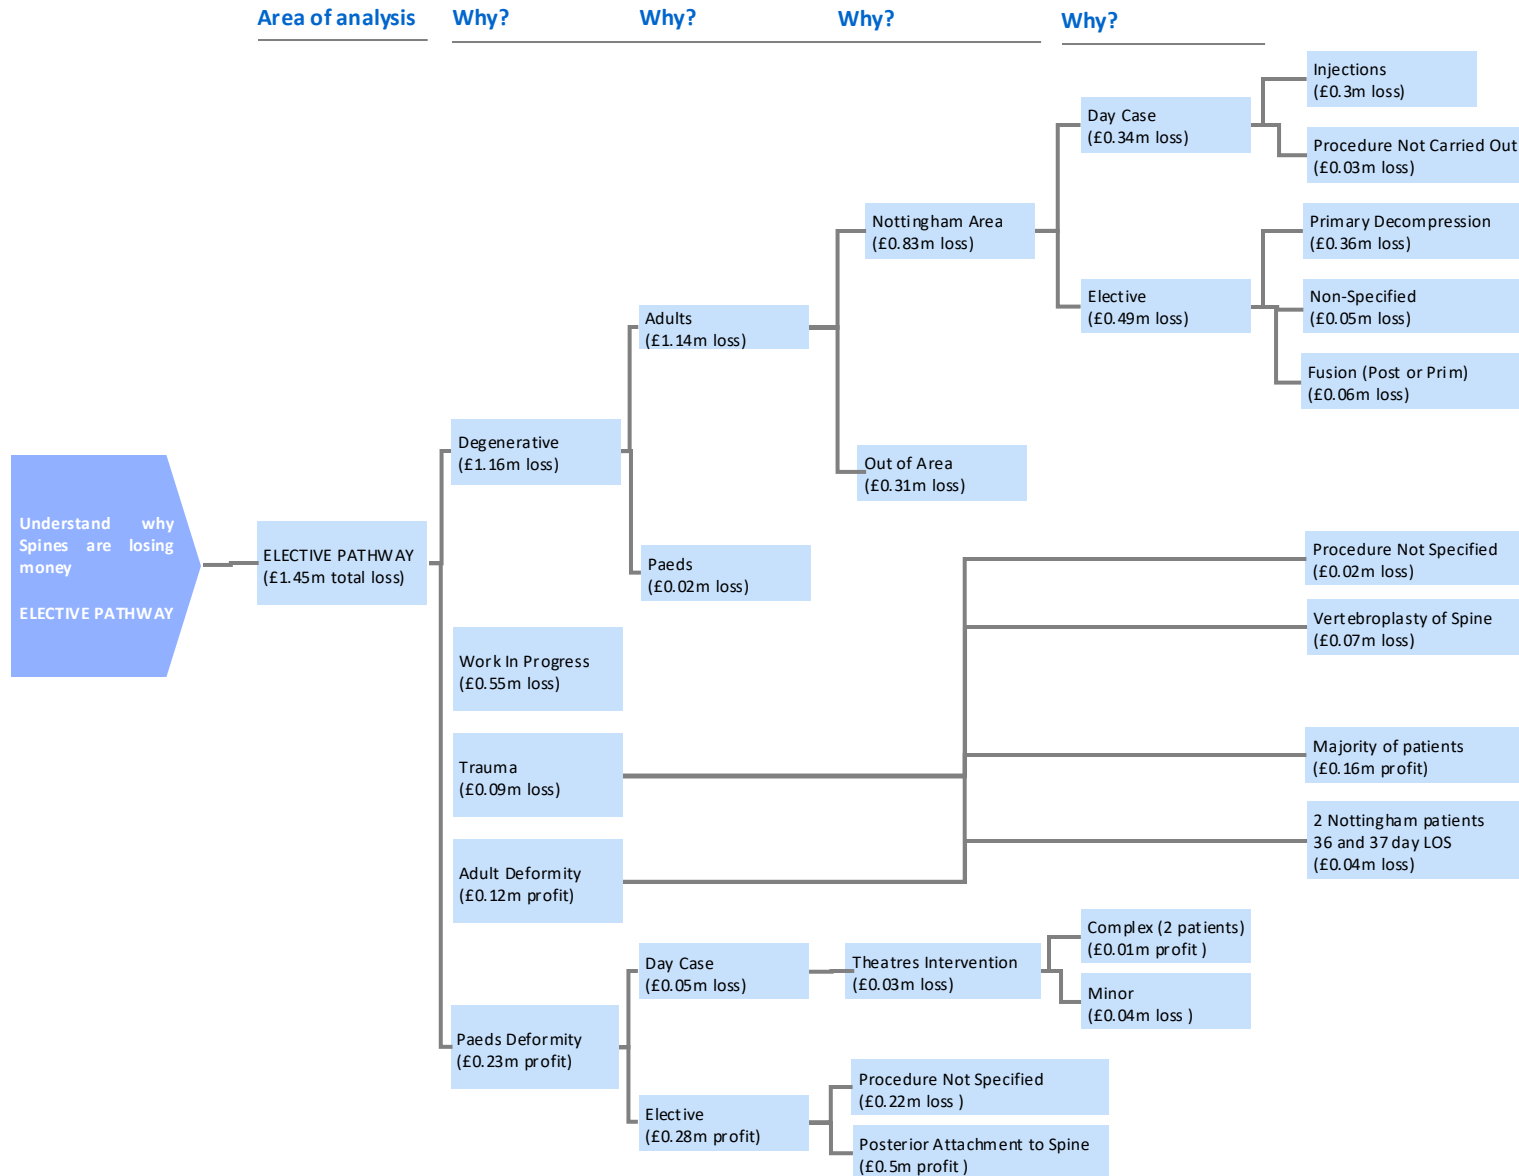 Area of analysis
Why?
Why?
Why?
Why?
Understand why
Spines are losing
money
ELECTIVE PATHWAY
ELECTIVE PATHWAY
(£1.45m total loss)
Degenerative
(£1.16m loss)
Adults
(£1.14m loss)
Nottingham Area
(£0.83m loss)
Day Case
(£0.34m loss)
Injections
(£0.3m loss)
Procedure Not Carried Out
(£0.03m loss)
Elective
(£0.49m loss)
Primary Decompression
(£0.36m loss)
Non-Specified
(£0.05m loss)
Fusion (Post or Prim)
(£0.06m loss)
Out of Area
(£0.31m loss)
Paeds
(£0.02m loss)
Work In Progress
(£0.55m loss)
Trauma
(£0.09m loss)
Procedure Not Specified
(£0.02m loss)
Vertebroplasty of Spine
(£0.07m loss)
Adult Deformity
(£0.12m profit)
Majority of patients
(£0.16m profit)
2 Nottingham patients
36 and 37 day LOS
(£0.04m loss)
Paeds Deformity
(£0.23m profit)
Day Case
(£0.05m loss)
Theatres Intervention
(£0.03m loss)
Complex (2 patients)
(£0.01m profit )
Minor
(£0.04m loss )
Elective
(£0.28m profit)
Procedure Not Specified
(£0.22m loss )
Posterior Attachment to Spine
(£0.5m profit )